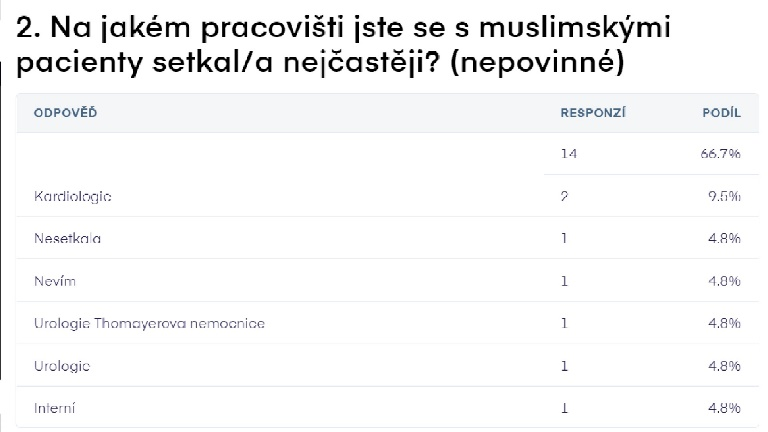 2. Na jakém pracovišti jste se s muslimskými
pacienty setkal/a nejčastěji? (nepovinné)
ODPOVĚĎ RESPONZÍ PODÍL
14 66.7%
Kardiologie 2 9.5%
Nesetkala 1 4.8%
Nevím 1 4.8%
Urologie Thomayerova nemocnice 1 4.8%
Urologie 1 4.8%
Interní 1 4.8%